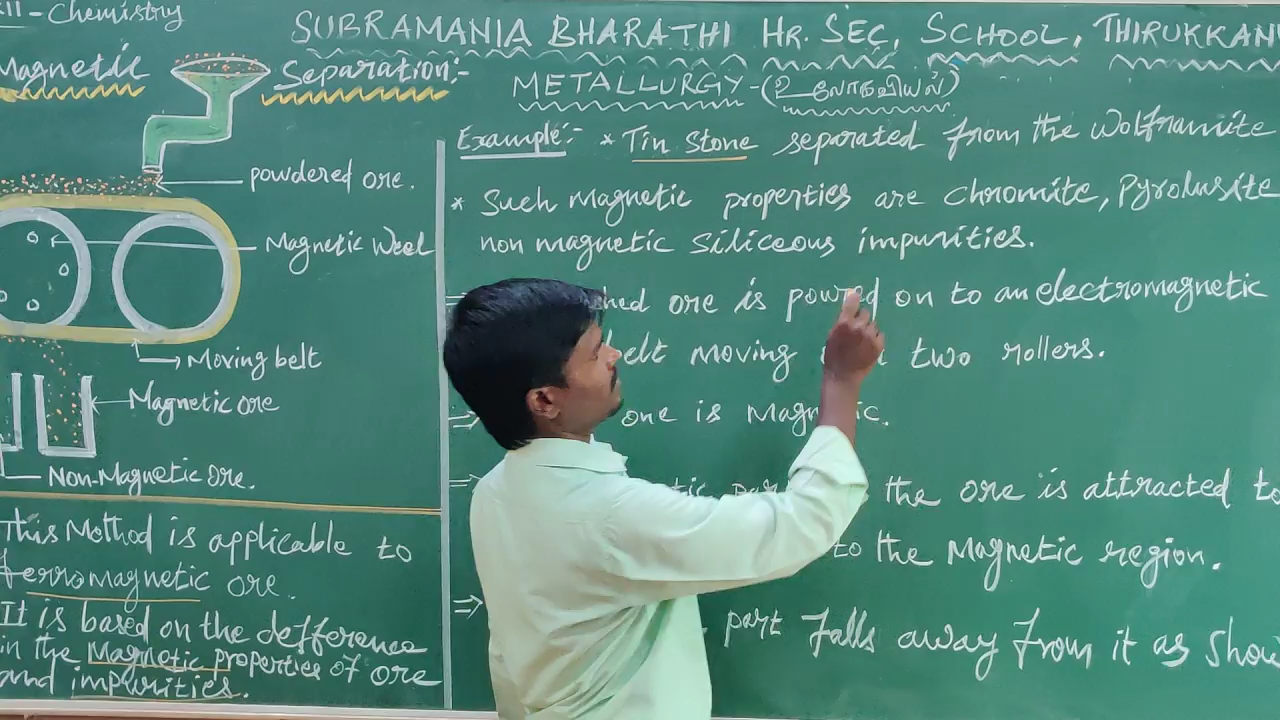 II - Chemistry
SUBRAMANIA BHARATHI Hr. SEC, SCHOOL, THIRUKKAN
Magnetic Separation:-
METALLURGY - (உலோகவியல்)
powdered ore.
Magnetic Weel
Moving belt
Magnetic ore
Non-Magnetic Ore.
This Method is applicable to
ferromagnetic ore.
It is based on the defference
in the Magnetic properties of ore
and impurities.
Example:- * Tin Stone separated from the Wolframite
* Such Magnetic properties are Chromite, Pyrolusite
non magnetic Siliceous impurities.
ore is poured on to an electromagnetic
elt moving two rollers.
one is Magnetic.
the ore is attracted to
to the Magnetic region.
part falls away from it as Show